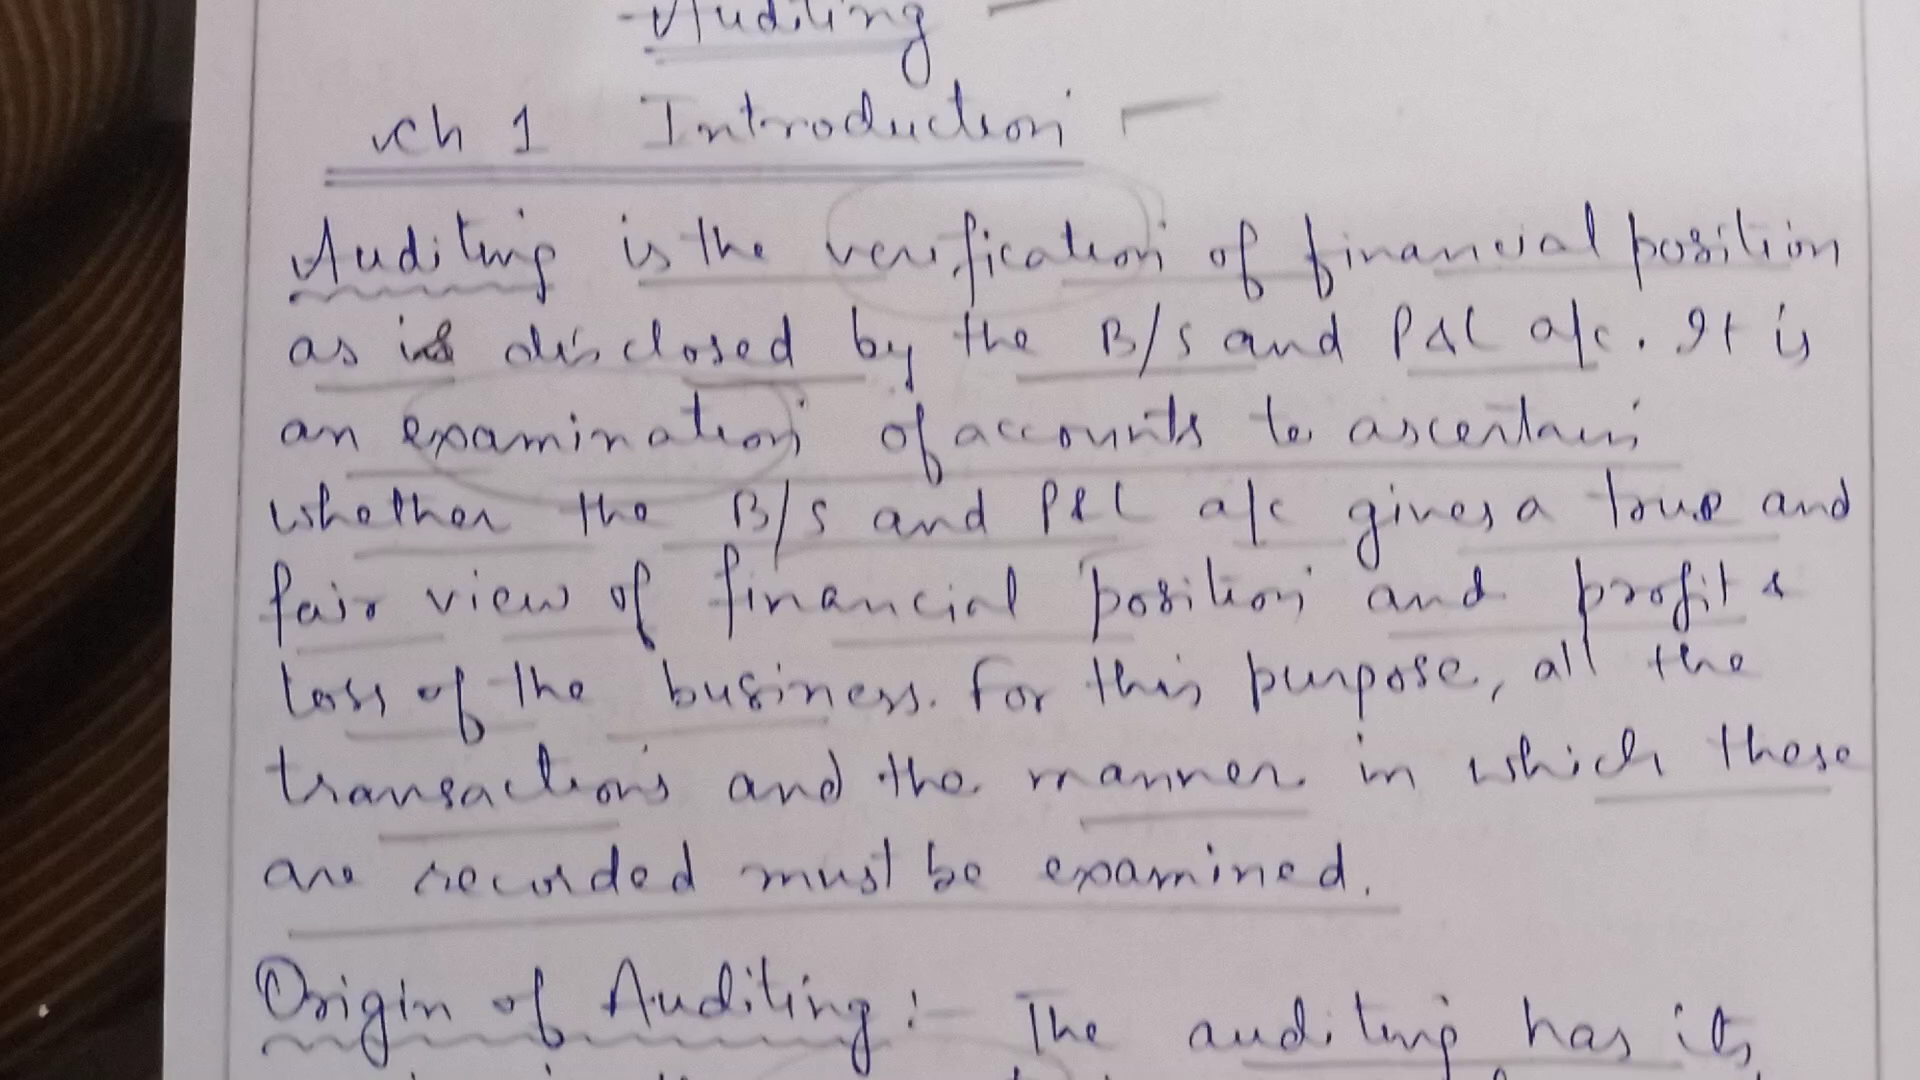 Auditing
ch 1 Introduction
Auditing is the verification of financial position
as is disclosed by the B/S and P&L a/c. It is
an examination of accounts to ascertain
whether the B/S and P&L a/c gives a true and
fair view of financial position and profit &
loss of the business. For this purpose, all the
transactions and the manner in which these
are recorded must be examined.
Origin of Auditing :- The auditing has its